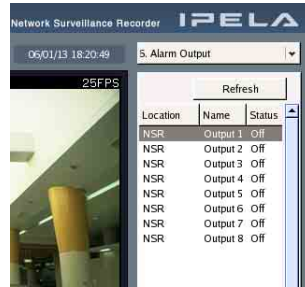 Network Surveillance Recorder IPELA
06/01/13 18:20:49
5. Alarm Output
25FPS
Refresh
Location Name Status
NSR Output 1 Off
NSR Output 2 Off
NSR Output 3 Off
NSR Output 4 Off
NSR Output 5 Off
NSR Output 6 Off
NSR Output 7 Off
NSR Output 8 Off